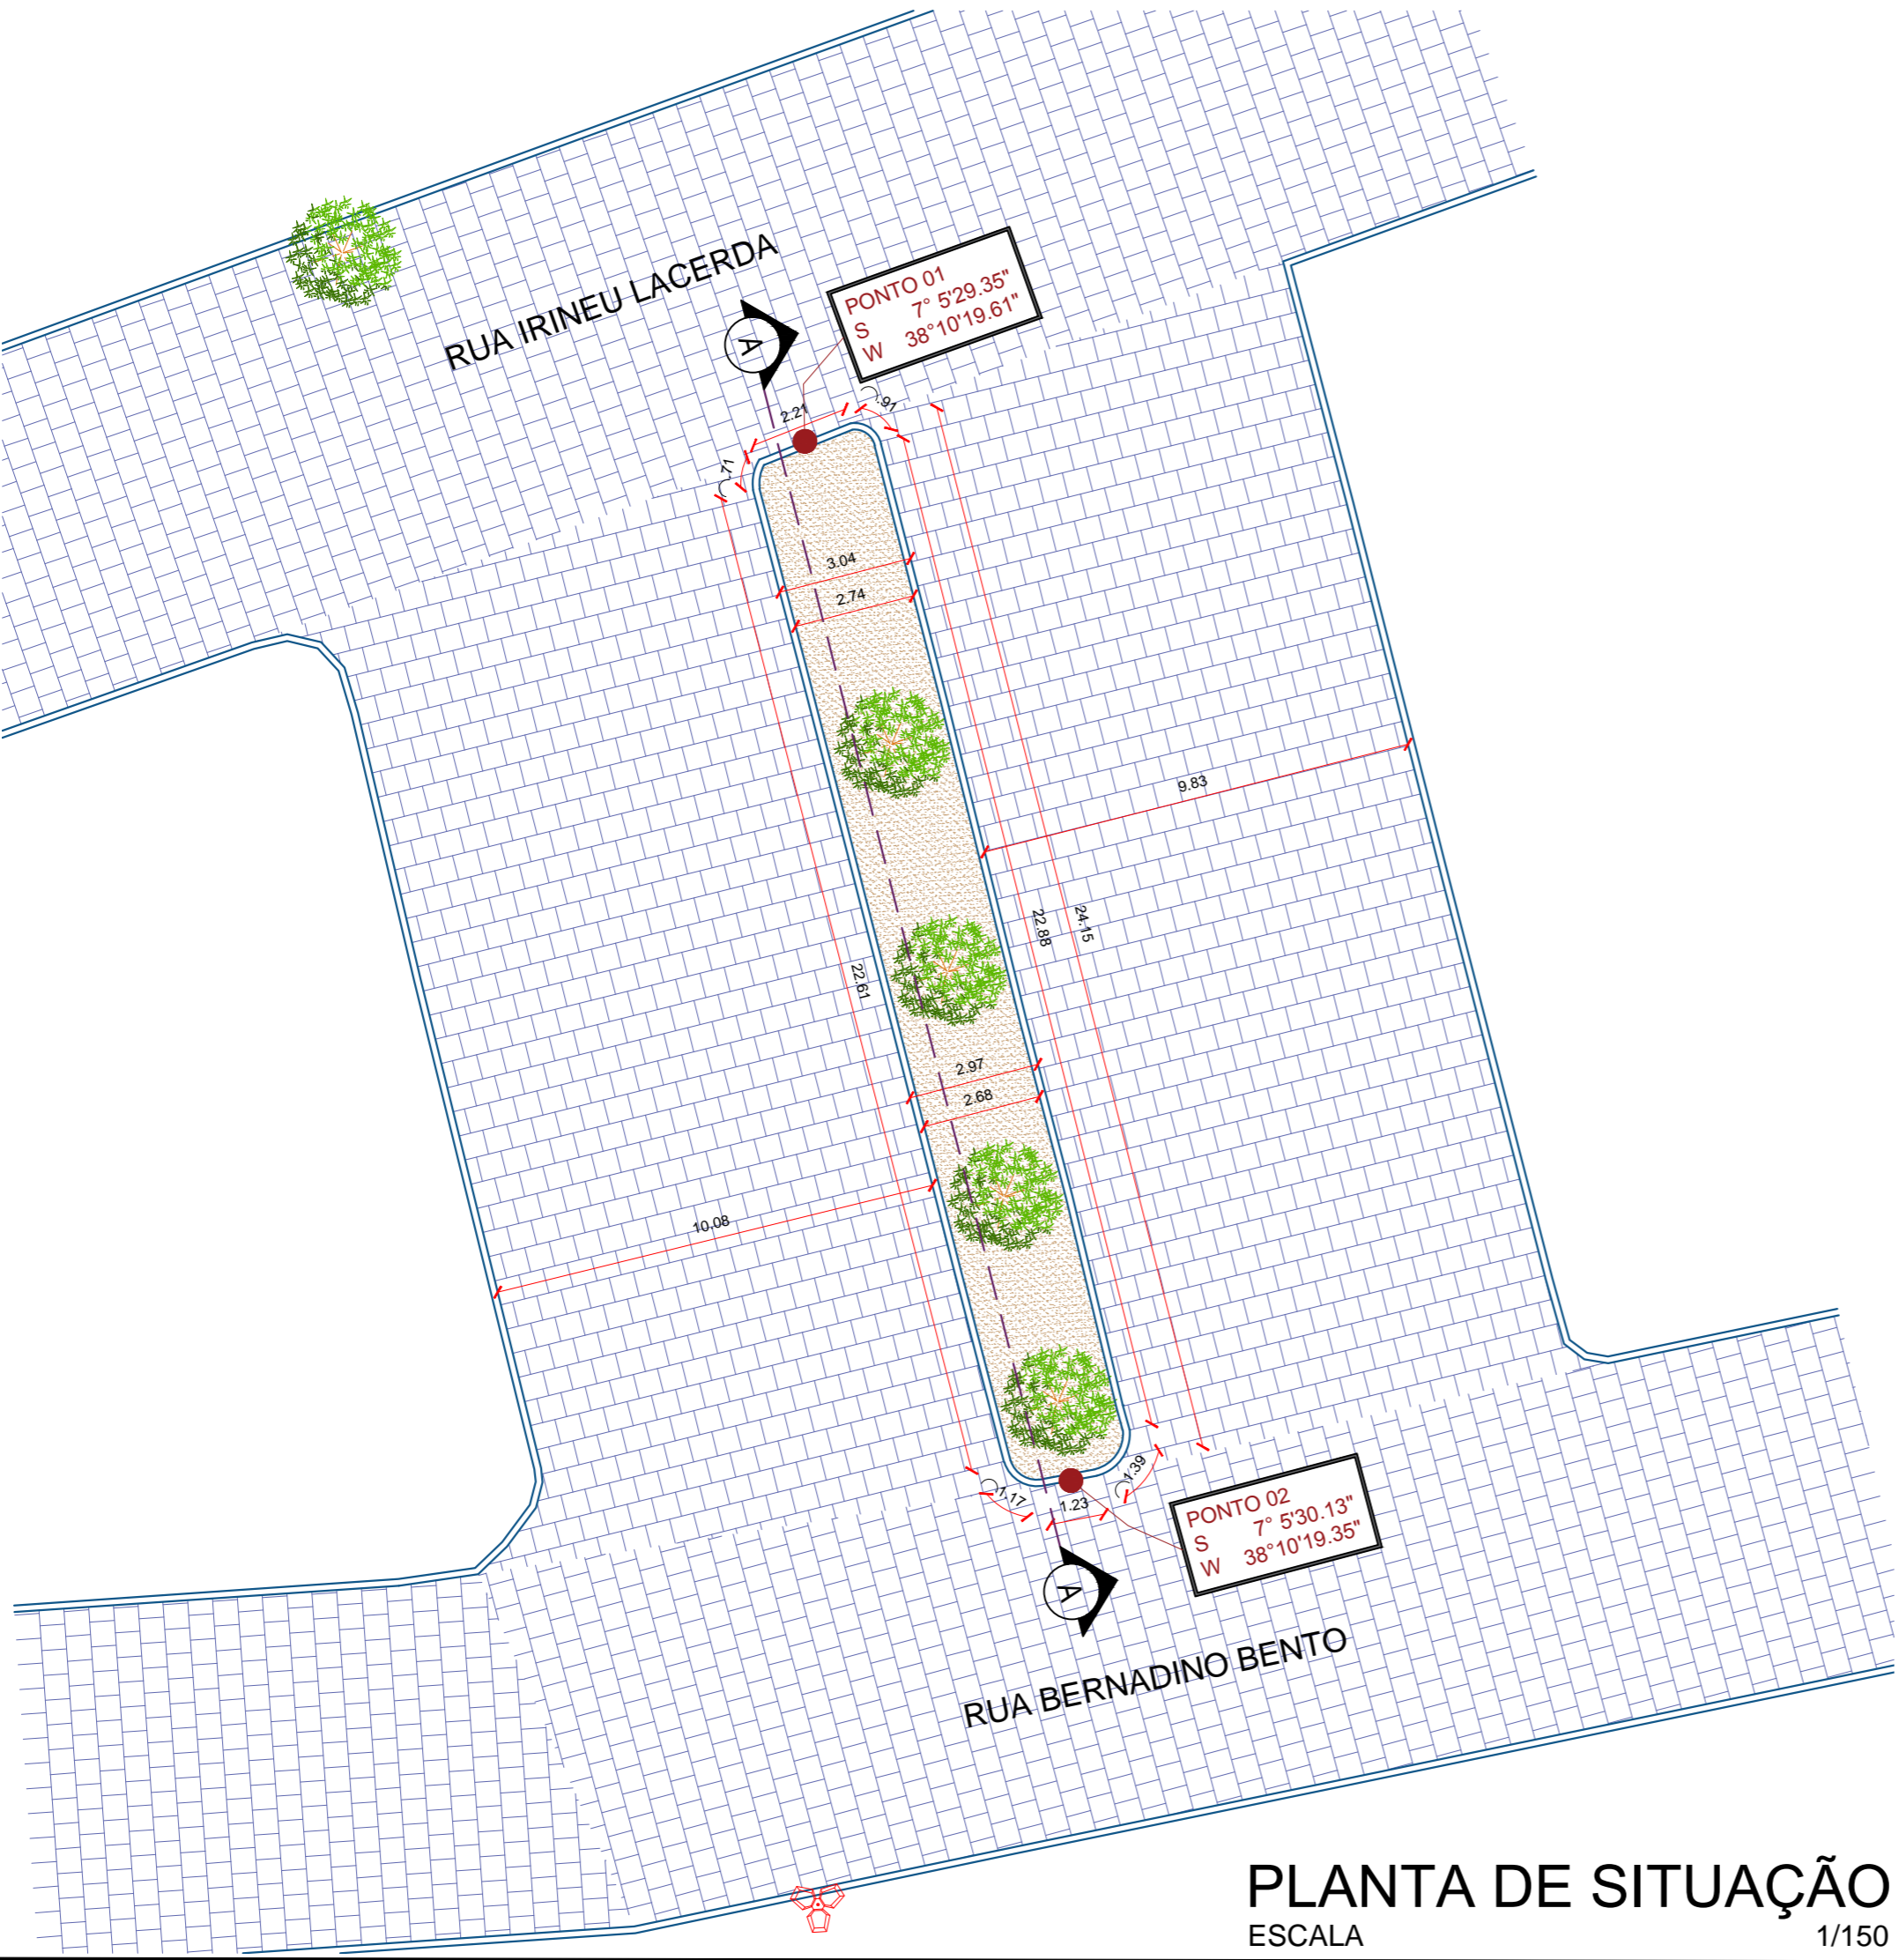 RUA IRINEU LACERDA
PONTO 01
S 7° 5'29.35"
W 38°10'19.61"
A
2.21
.91
.71
3.04
2.74
9.83
22.88
24.15
22.61
2.97
2.68
10.08
1.17
1.23
1.39
PONTO 02
S 7° 5'30.13"
W 38°10'19.35"
A
RUA BERNADINO BENTO
PLANTA DE SITUAÇÃO
ESCALA 1/150